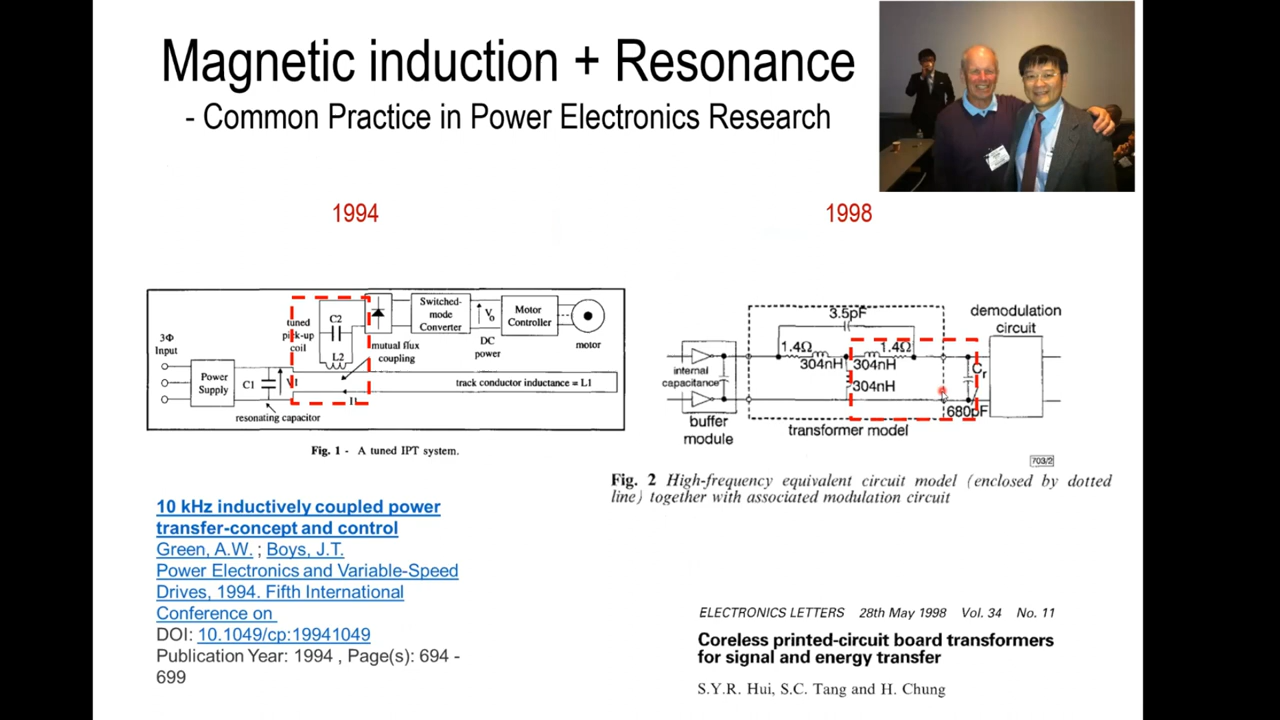 Magnetic induction + Resonance
- Common Practice in Power Electronics Research
1994
1998
3Φ
Input
Power
Supply
C1
V1
resonating capacitor
tuned
pick-up
coil
C2
L2
I1
mutual flux
coupling
Switched-
mode
Converter
Vo
DC
power
Motor
Controller
motor
track conductor inductance = L1
Fig. 1 - A tuned IPT system.
10 kHz inductively coupled power
transfer-concept and control
Green, A.W. ; Boys, J.T.
Power Electronics and Variable-Speed
Drives, 1994. Fifth International
Conference on
DOI: 10.1049/cp:19941049
Publication Year: 1994 , Page(s): 694 -
699
internal
capacitance
buffer
module
3.5pF
1.4Ω
1.4Ω
304nH
304nH
304nH
transformer model
Cr
680pF
demodulation
circuit
703/2
Fig. 2 High-frequency equivalent circuit model (enclosed by dotted
line) together with associated modulation circuit
ELECTRONICS LETTERS 28th May 1998 Vol. 34 No. 11
Coreless printed-circuit board transformers
for signal and energy transfer
S.Y.R. Hui, S.C. Tang and H. Chung